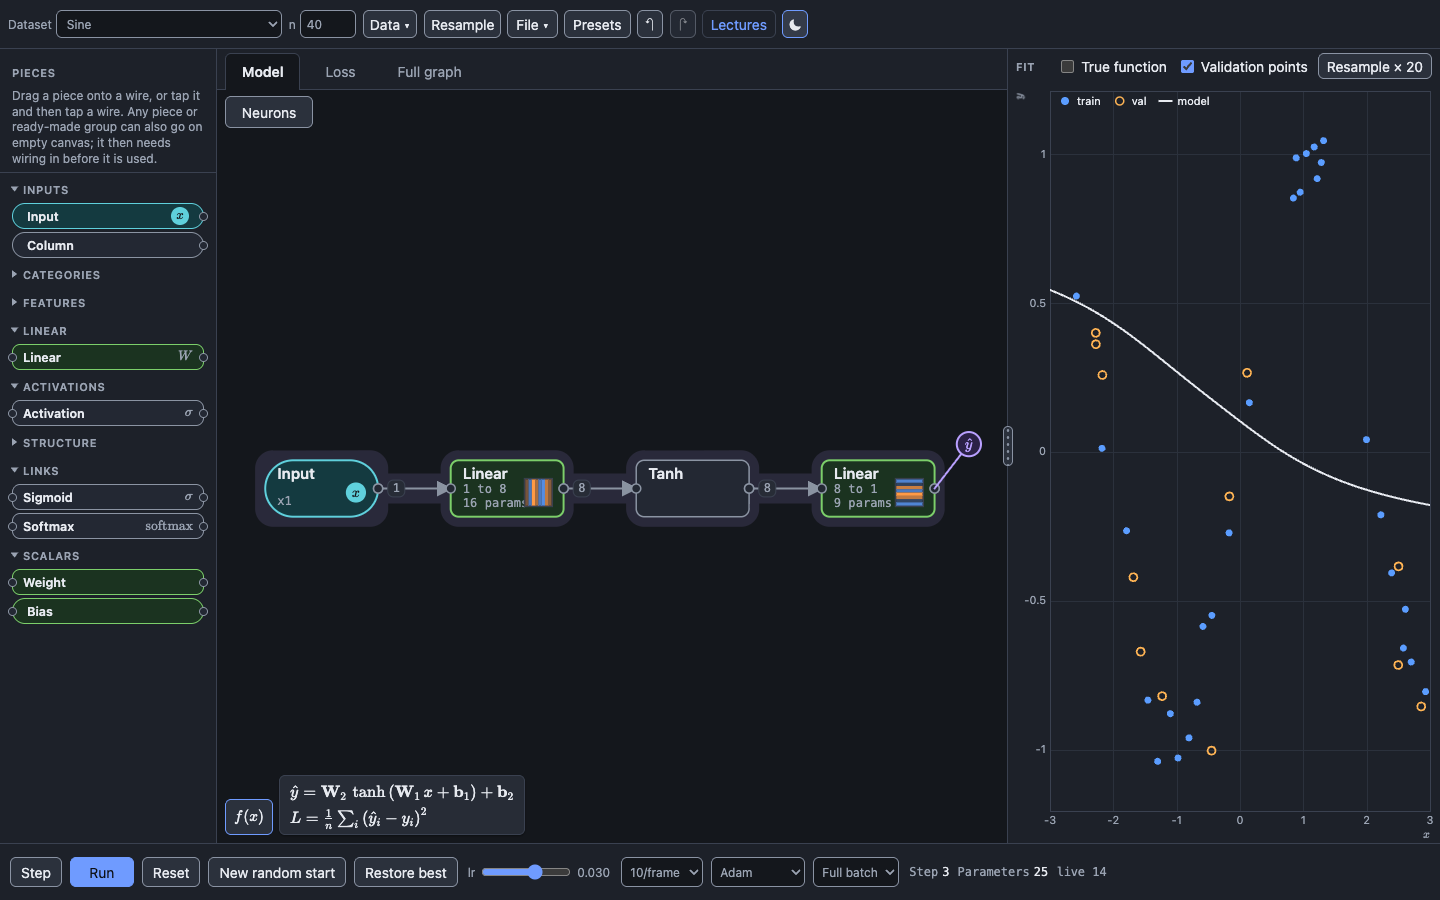 Dataset Sine n 40 Data ▾ Resample File ▾ Presets Lectures
PIECES
Drag a piece onto a wire, or tap it
and then tap a wire. Any piece or
ready-made group can also go on
empty canvas; it then needs
wiring in before it is used.
INPUTS
Input x
Column
CATEGORIES
FEATURES
LINEAR
Linear W
ACTIVATIONS
Activation σ
STRUCTURE
LINKS
Sigmoid σ
Softmax softmax
SCALARS
Weight
Bias
Model Loss Full graph
Neurons
Input
x1
x
1
Linear
1 to 8
16 params
8
Tanh
8
Linear
8 to 1
9 params
ŷ
f(x)
ŷ = W₂ tanh (W₁ x + b₁) + b₂
L = 1/n ∑ᵢ (ŷᵢ − yᵢ)²
FIT True function Validation points Resample × 20
train val model
1
0.5
0
-0.5
-1
-3 -2 -1 0 1 2 3
x
Step Run Reset New random start Restore best lr 0.030 10/frame Adam Full batch Step 3 Parameters 25 live 14